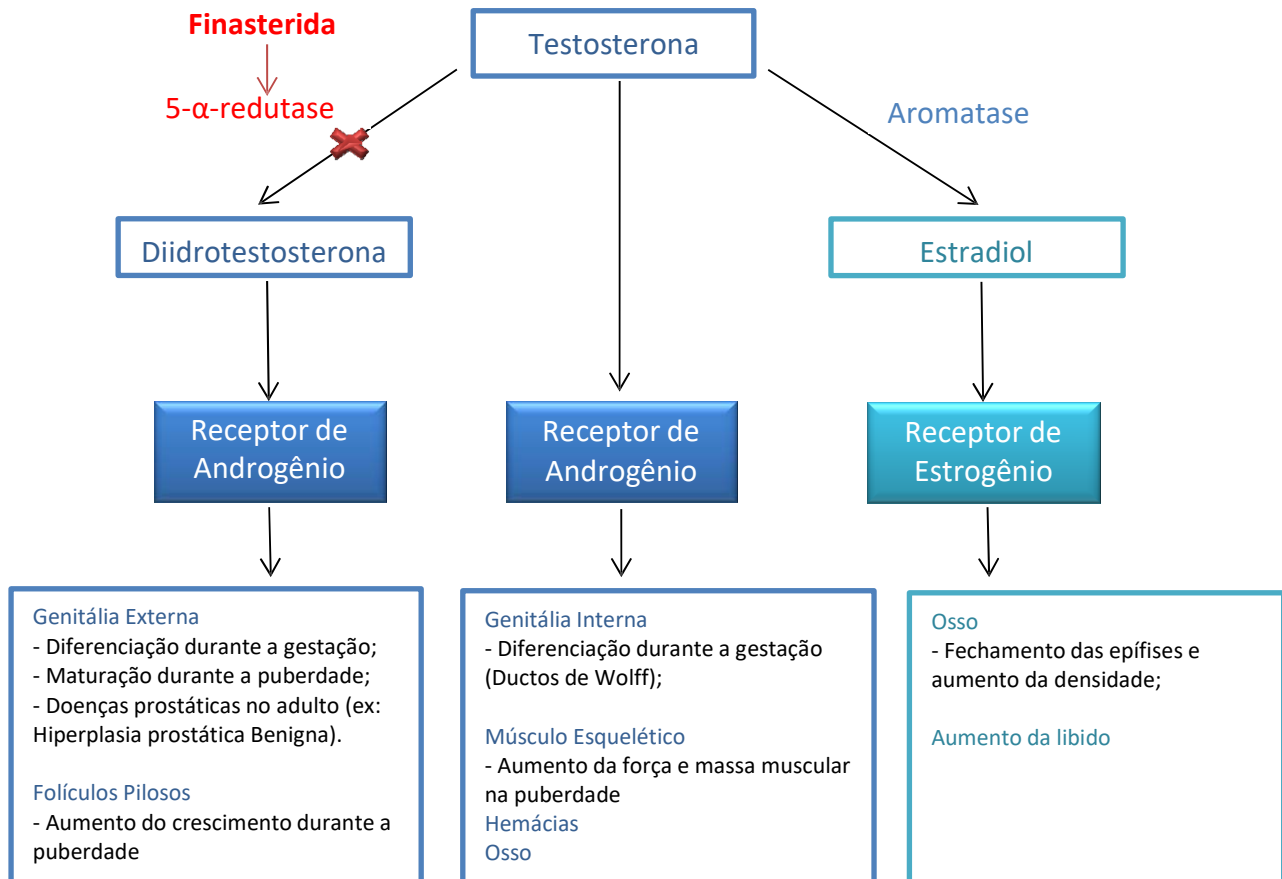 Finasterida
5-α-redutase
Testosterona
Aromatase
Diidrotestosterona
Estradiol
Receptor de
Androgênio
Receptor de
Androgênio
Receptor de
Estrogênio
Genitália Externa
- Diferenciação durante a gestação;
- Maturação durante a puberdade;
- Doenças prostáticas no adulto (ex:
Hiperplasia prostática Benigna).
Folículos Pilosos
- Aumento do crescimento durante a
puberdade
Genitália Interna
- Diferenciação durante a gestação
(Ductos de Wolff);
Músculo Esquelético
- Aumento da força e massa muscular
na puberdade
Hemácias
Osso
Osso
- Fechamento das epífises e
aumento da densidade;
Aumento da libido